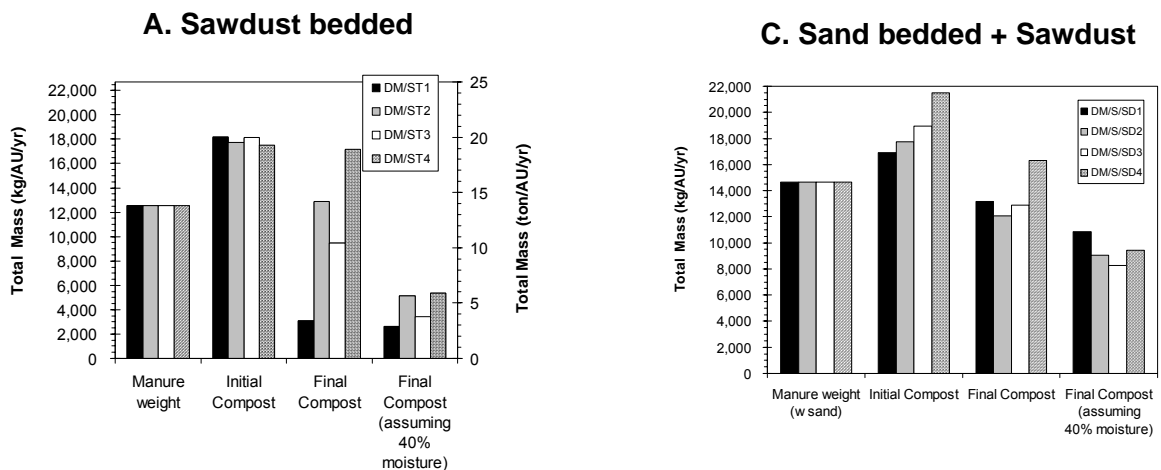 A. Sawdust bedded
Total Mass (kg/AU/yr)
22,000
20,000
18,000
16,000
14,000
12,000
10,000
8,000
6,000
4,000
2,000
0
25
20
15
10
5
0
Total Mass (ton/AU/yr)
DM/ST1
DM/ST2
DM/ST3
DM/ST4
Manure
weight
Initial
Compost
Final
Compost
Final
Compost
(assuming
40%
moisture)
C. Sand bedded + Sawdust
Total Mass (kg/AU/yr)
22,000
20,000
18,000
16,000
14,000
12,000
10,000
8,000
6,000
4,000
2,000
0
DM/S/SD1
DM/S/SD2
DM/S/SD3
DM/S/SD4
Manure weight
(w sand)
Initial Compost
Final Compost
Final Compost
(assuming 40%
moisture)